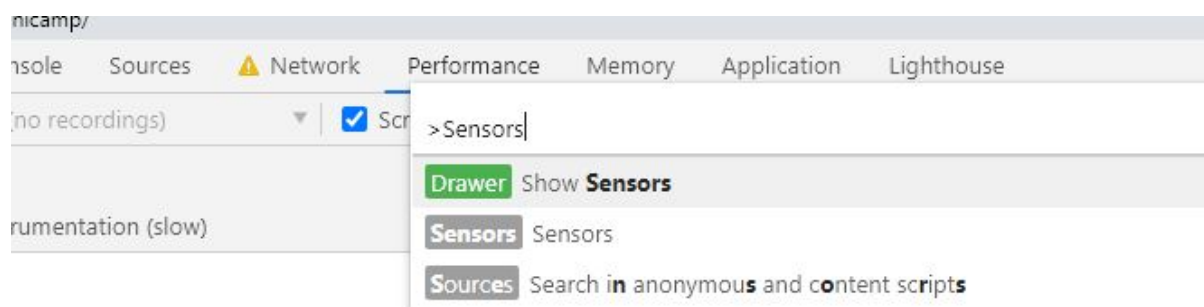 nicamp/
nsole Sources Network Performance Memory Application Lighthouse
(no recordings) Scr
>Sensors
Drawer Show Sensors
rumentation (slow)
Sensors Sensors
Sources Search in anonymous and content scripts